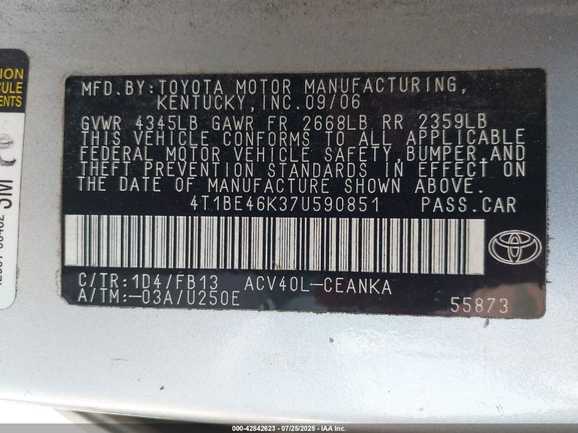 MFD.BY:TOYOTA MOTOR MANUFACTURING,
KENTUCKY,INC.09/06
GVWR 4345LB GAWR FR 2668LB RR 2359LB
THIS VEHICLE CONFORMS TO ALL APPLICABLE
FEDERAL MOTOR VEHICLE SAFETY,BUMPER,AND
THEFT PREVENTION STANDARDS IN EFFECT ON
THE DATE OF MANUFACTURE SHOWN ABOVE.
4T1BE46K37U590851 PASS.CAR
C/TR:1D4/FB13 ACV40L-CEANKA
A/TM:-03A/U250E
55873
000-42842623 - 07/25/2025 - IAA Inc.